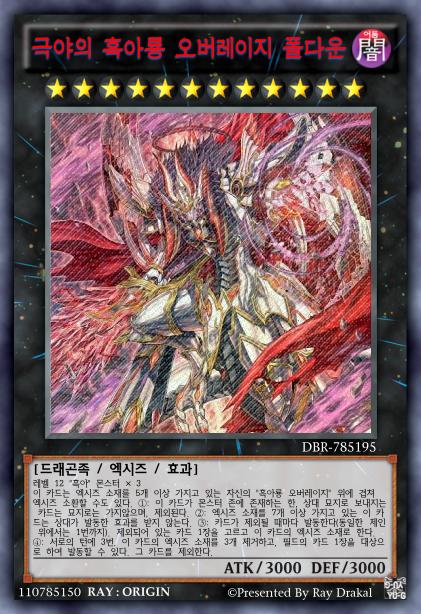 극야의 흑아룡 오버레이지 폴다운
어둠
闇
DBR-785195
[드래곤족 / 엑시즈 / 효과]
레벨 12 "흑아" 몬스터 × 3
이 카드는 엑시즈 소재를 5개 이상 가지고 있는 자신의 "흑아룡 오버레이지" 위에 겹쳐
엑시즈 소환할 수도 있다. ①: 이 카드가 몬스터 존에 존재하는 한, 상대 묘지로 보내지는
카드는 묘지로는 가지않으며, 제외된다. ②: 엑시즈 소재를 7개 이상 가지고 있는 이 카
드는 상대가 발동한 효과를 받지 않는다. ③: 카드가 제외될 때마다 발동한다(동일한 체인
위에서는 1번까지). 제외되어 있는 카드 1장을 고르고 이 카드의 엑시즈 소재로 한다.
④: 서로의 턴에 3번, 이 카드의 엑시즈 소재를 3개 제거하고, 필드의 카드 1장을 대상으
로 하여 발동할 수 있다. 그 카드를 제외한다.
ATK / 3000 DEF / 3000
110785150 RAY : ORIGIN
©Presented By Ray Drakal